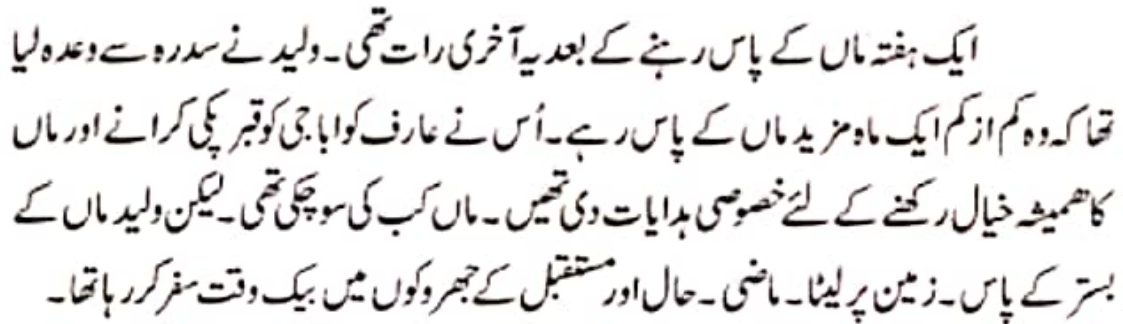 ایک ہفتہ ماں کے پاس رہنے کے بعد یہ آخری رات تھی۔ ولید نے سدرہ سے وعدہ لیا
تھا کہ وہ کم از کم ایک ماہ مزید ماں کے پاس رہے۔ اُس نے عارف کو ابا جی کو قبر پکی کرانے اور ماں
کا ھمیشہ خیال رکھنے کے لئے خصوصی ہدایات دی تھیں۔ ماں کب کی سو چکی تھی۔ لیکن ولید ماں کے
بستر کے پاس۔ زمین پر لیٹا۔ ماضی۔ حال اور مستقبل کے جھروکوں میں بیک وقت سفر کر رہا تھا۔